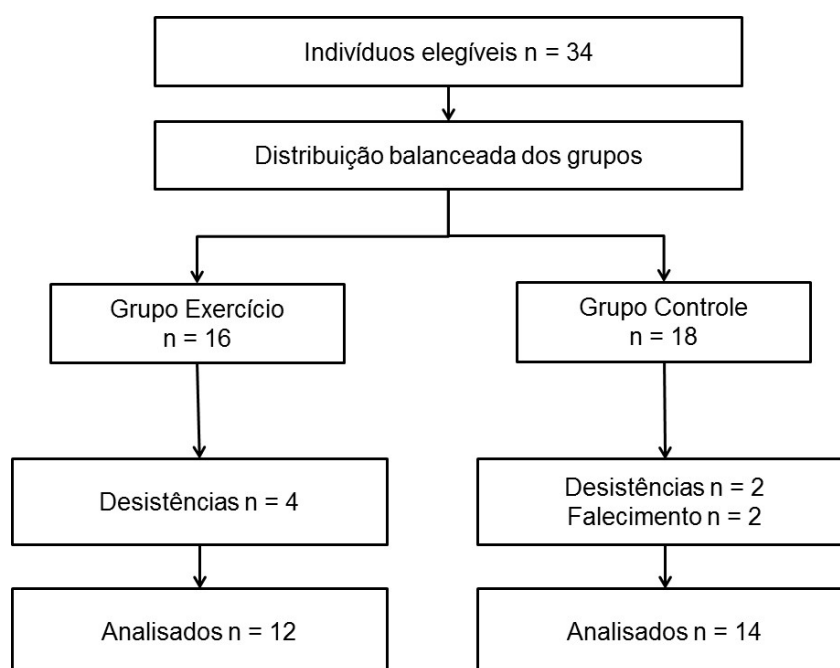 Indivíduos elegíveis n = 34
Distribuição balanceada dos grupos
Grupo Exercício
n = 16
Grupo Controle
n = 18
Desistências n = 4
Desistências n = 2
Falecimento n = 2
Analisados n = 12
Analisados n = 14